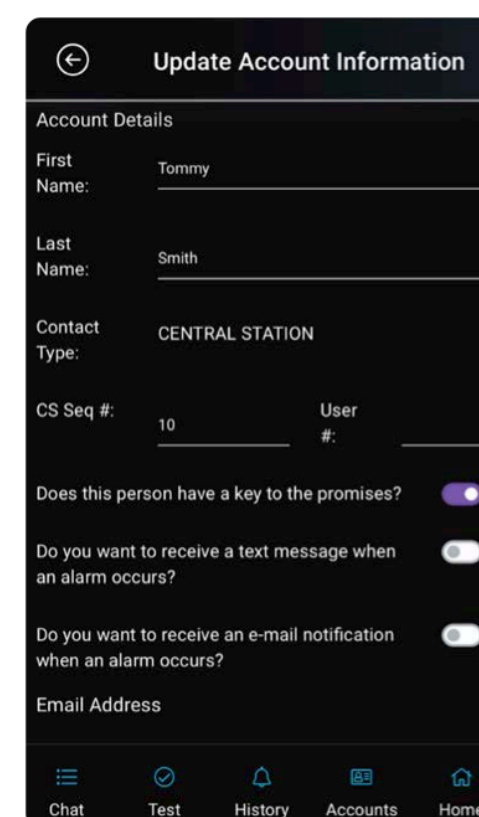 Update Account Information
Account Details
First
Name:
Tommy
Last
Name:
Smith
Contact
Type:
CENTRAL STATION
CS Seq #:
10
User
#:
Does this person have a key to the promises?
Do you want to receive a text message when
an alarm occurs?
Do you want to receive an e-mail notification
when an alarm occurs?
Email Address
Chat
Test
History
Accounts
Home